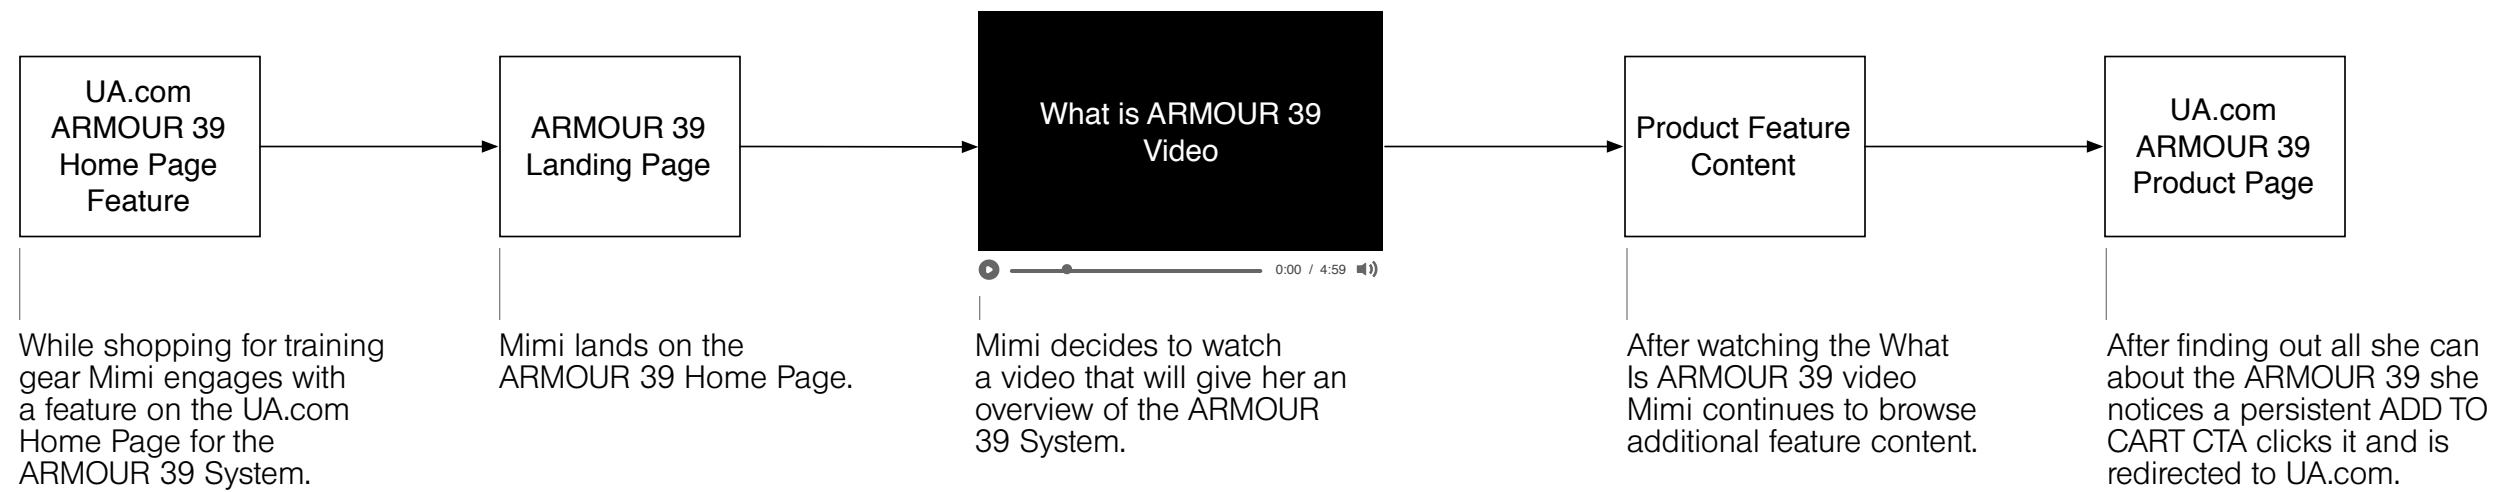 UA.com
ARMOUR 39
Home Page
Feature
ARMOUR 39
Landing Page
What is ARMOUR 39
Video
0:00 / 4:59
Product Feature
Content
UA.com
ARMOUR 39
Product Page
While shopping for training
gear Mimi engages with
a feature on the UA.com
Home Page for the
ARMOUR 39 System.
Mimi lands on the
ARMOUR 39 Home Page.
Mimi decides to watch
a video that will give her an
overview of the ARMOUR
39 System.
After watching the What
Is ARMOUR 39 video
Mimi continues to browse
additional feature content.
After finding out all she can
about the ARMOUR 39 she
notices a persistent ADD TO
CART CTA clicks it and is
redirected to UA.com.